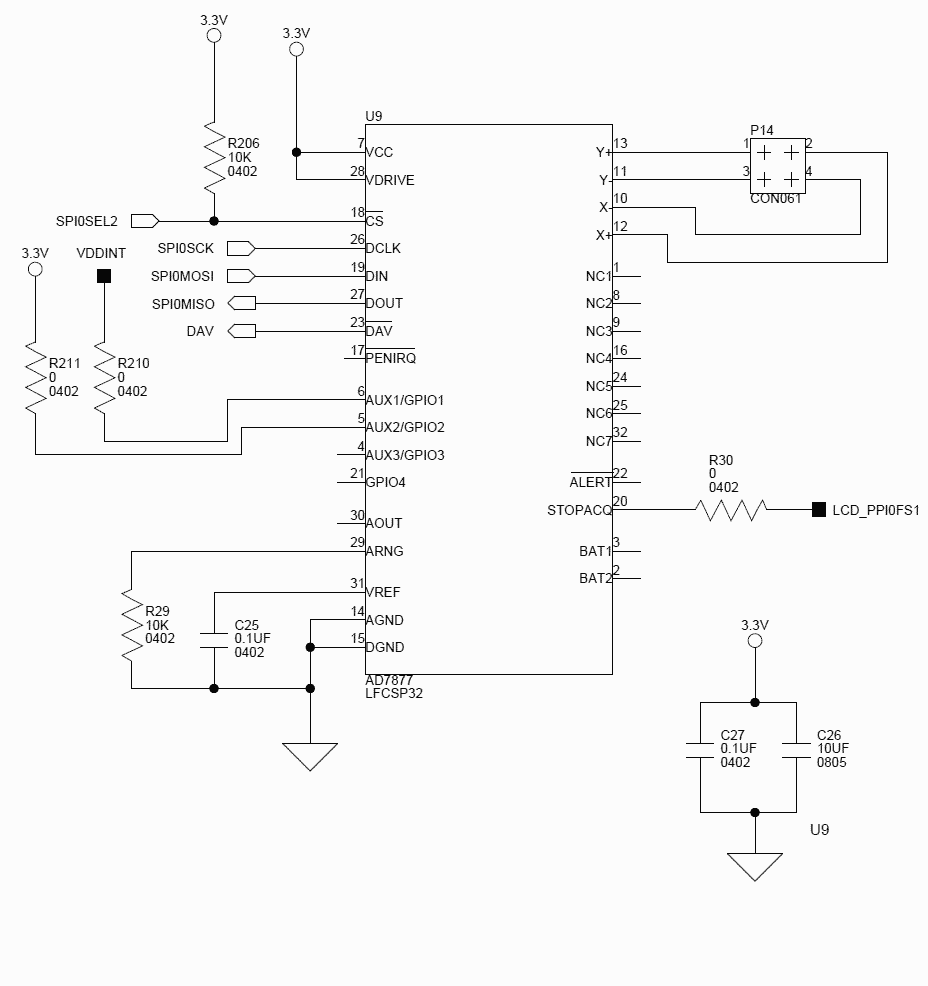 3.3V
3.3V
U9
P14
R206
10K
0402
7
VCC
28
VDRIVE
18
CS
SPI0SEL2
26
DCLK
SPI0SCK
19
DIN
SPI0MOSI
27
DOUT
SPI0MISO
23
DAV
DAV
17
PENIRQ
3.3V
VDDINT
R211
0
0402
R210
0
0402
6
AUX1/GPIO1
5
AUX2/GPIO2
4
AUX3/GPIO3
21
GPIO4
30
AOUT
29
ARNG
31
VREF
14
AGND
15
DGND
R29
10K
0402
C25
0.1UF
0402
AD7877
LFCSP32
Y+
13
Y-
11
X-
10
X+
12
1
2
3
4
CON061
NC1
1
NC2
8
NC3
9
NC4
16
NC5
24
NC6
25
NC7
32
ALERT
22
STOPACQ
20
BAT1
3
BAT2
2
R30
0
0402
LCD_PPI0FS1
3.3V
C27
0.1UF
0402
C26
10UF
0805
U9